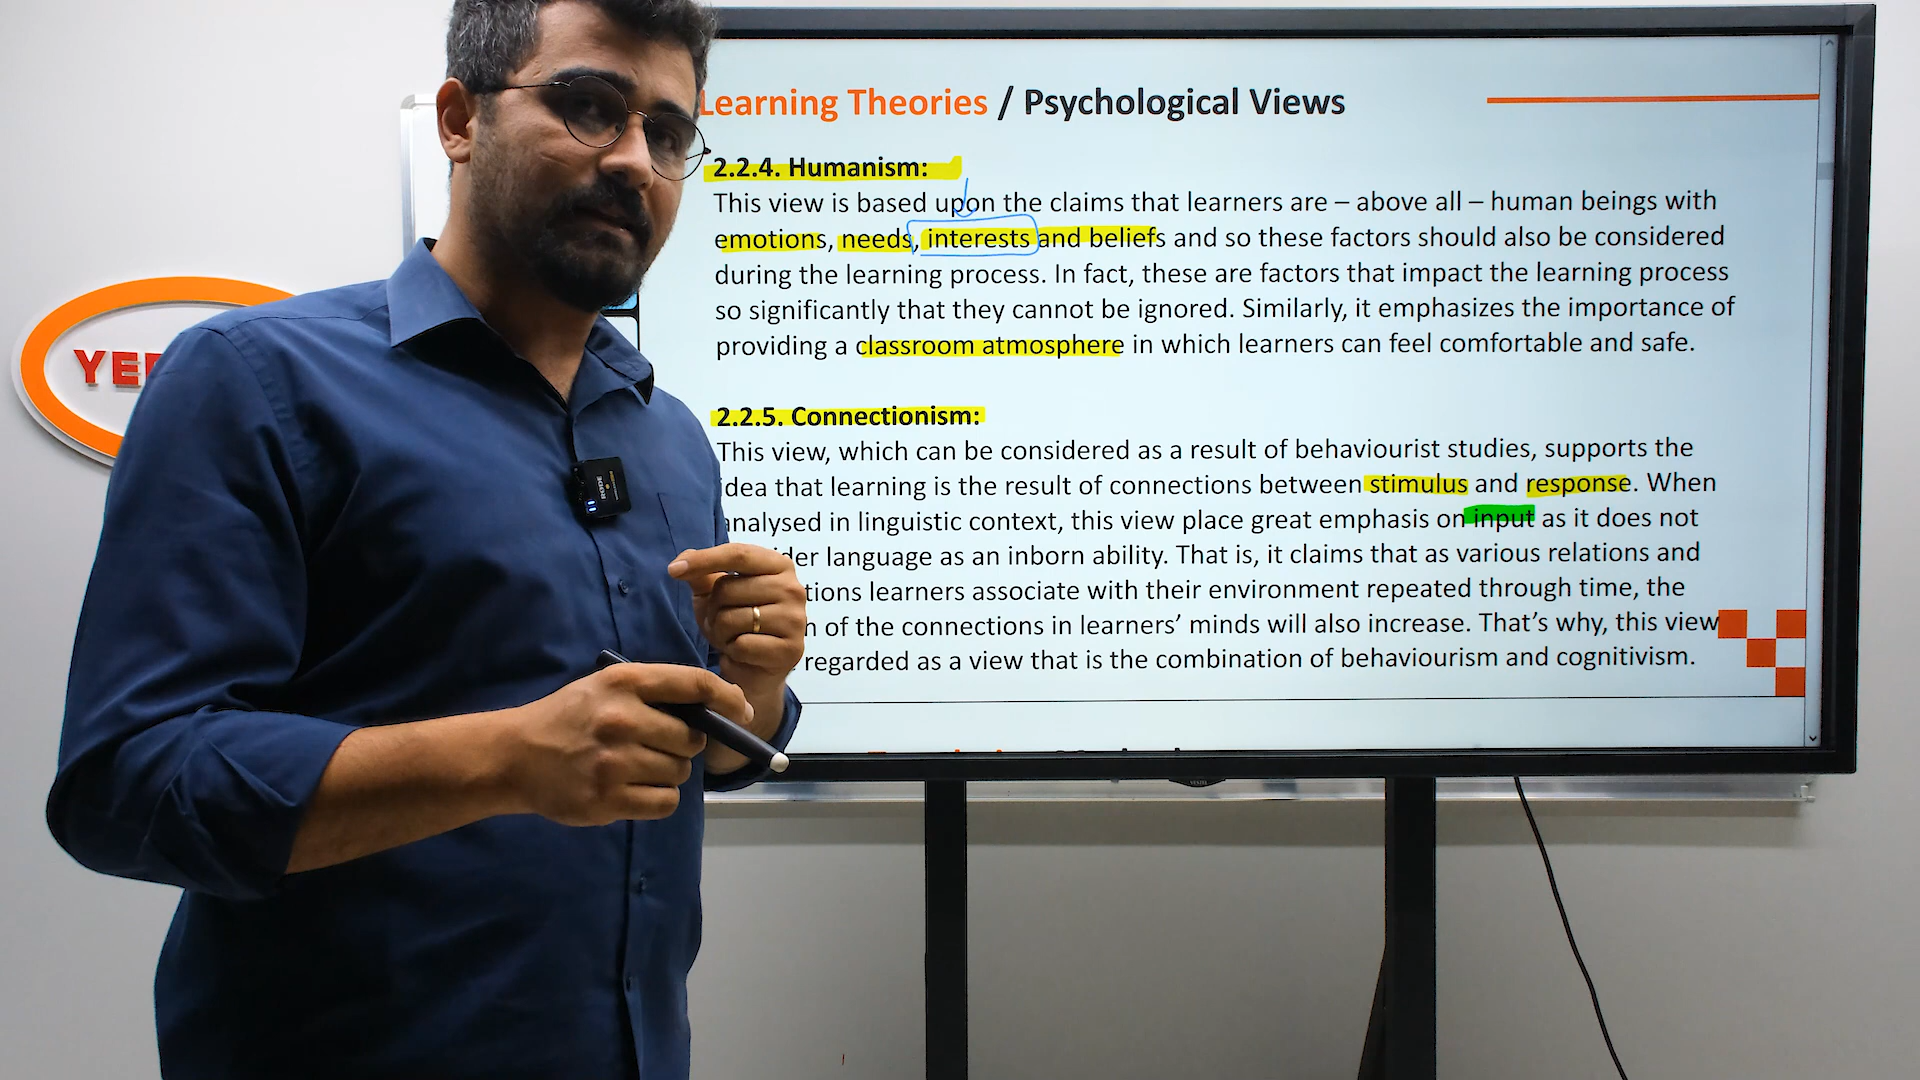 Learning Theories / Psychological Views
2.2.4. Humanism:
This view is based upon the claims that learners are – above all – human beings with
emotions, needs, interests and beliefs and so these factors should also be considered
during the learning process. In fact, these are factors that impact the learning process
so significantly that they cannot be ignored. Similarly, it emphasizes the importance of
providing a classroom atmosphere in which learners can feel comfortable and safe.
2.2.5. Connectionism:
This view, which can be considered as a result of behaviourist studies, supports the
idea that learning is the result of connections between stimulus and response. When
analysed in linguistic context, this view place great emphasis on input as it does not
language as an inborn ability. That is, it claims that as various relations and
learners associate with their environment repeated through time, the
of the connections in learners’ minds will also increase. That’s why, this view
regarded as a view that is the combination of behaviourism and cognitivism.
RODE
VESTEL